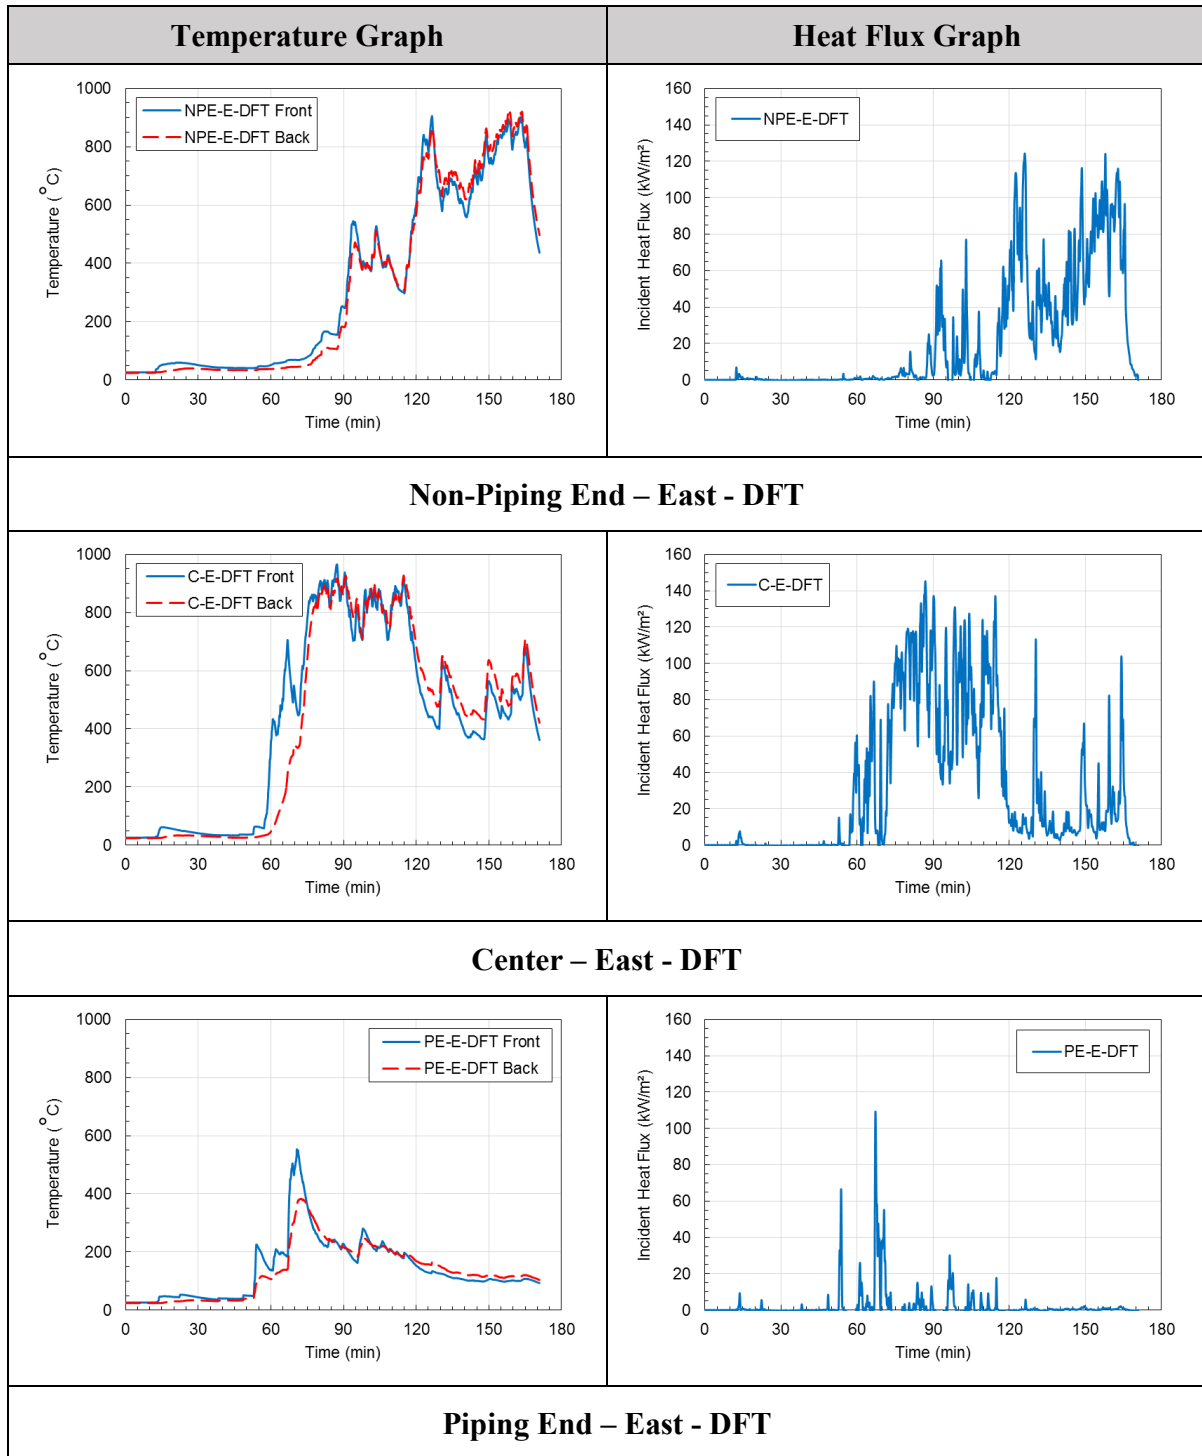 Temperature Graph
Heat Flux Graph
1000
800
600
400
200
0
0 30 60 90 120 150 180
Temperature (°C)
Time (min)
NPE-E-DFT Front
NPE-E-DFT Back
160
140
120
100
80
60
40
20
0
0 30 60 90 120 150 180
Incident Heat Flux (kW/m²)
Time (min)
NPE-E-DFT
Non-Piping End – East - DFT
1000
800
600
400
200
0
0 30 60 90 120 150 180
Temperature (°C)
Time (min)
C-E-DFT Front
C-E-DFT Back
160
140
120
100
80
60
40
20
0
0 30 60 90 120 150 180
Incident Heat Flux (kW/m²)
Time (min)
C-E-DFT
Center – East - DFT
1000
800
600
400
200
0
0 30 60 90 120 150 180
Temperature (°C)
Time (min)
PE-E-DFT Front
PE-E-DFT Back
160
140
120
100
80
60
40
20
0
0 30 60 90 120 150 180
Incident Heat Flux (kW/m²)
Time (min)
PE-E-DFT
Piping End – East - DFT